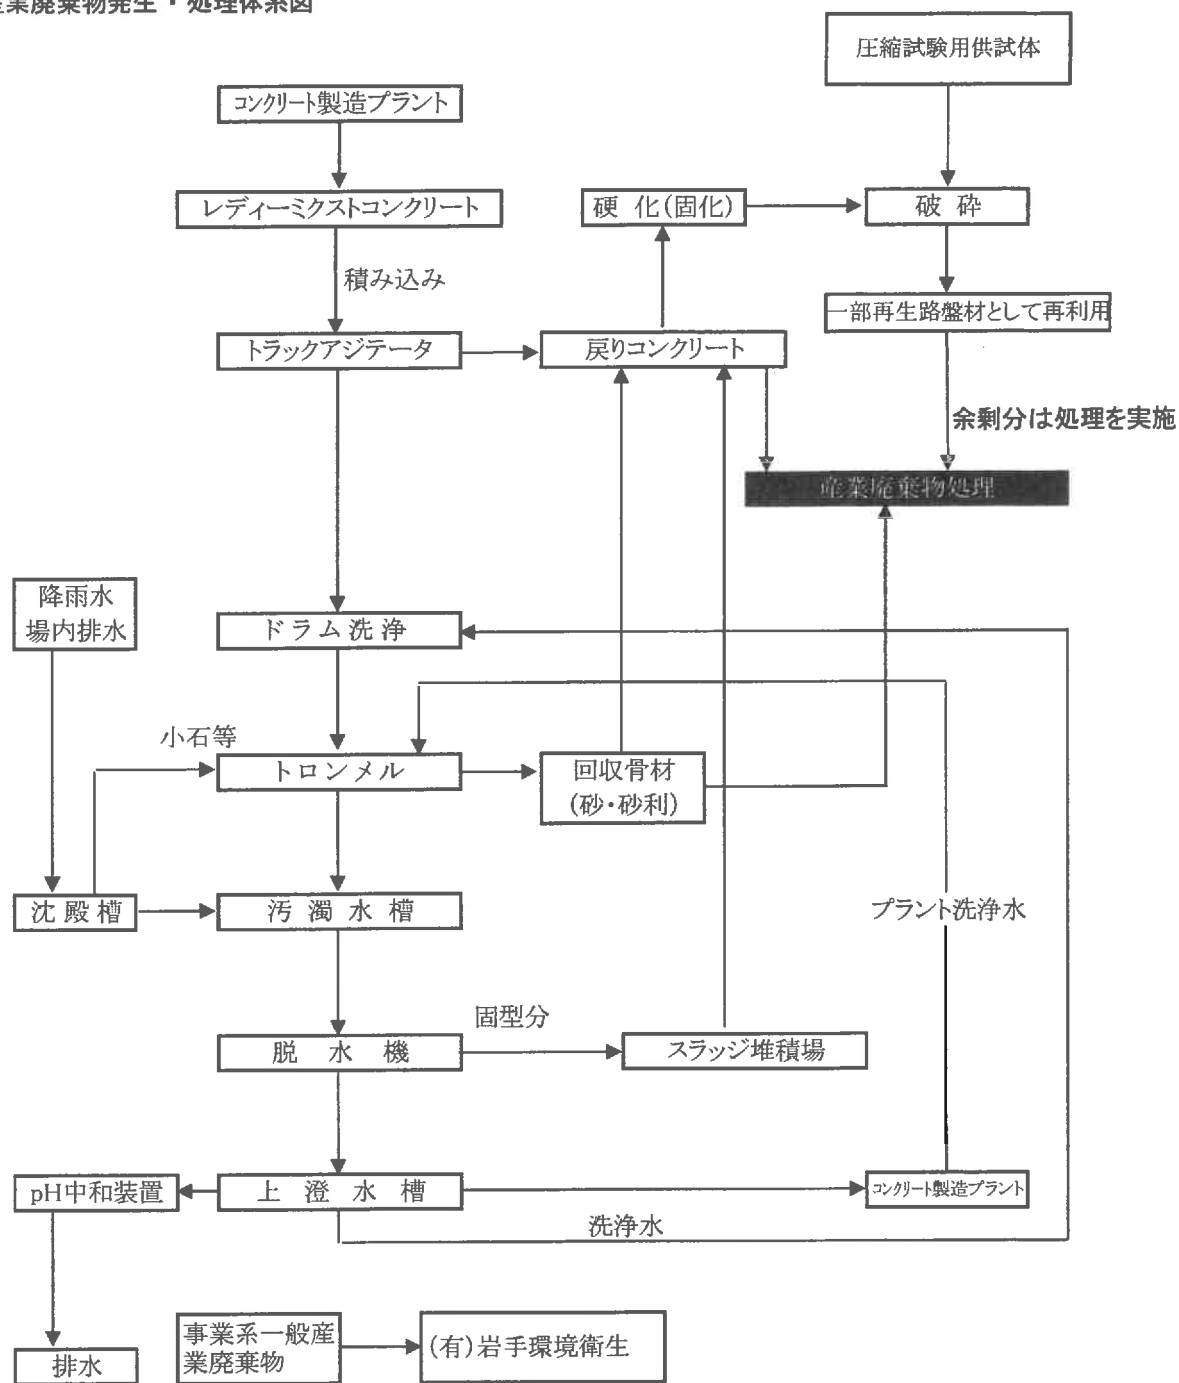 産業廃棄物発生・処理体系図
圧縮試験用供試体
コンクリート製造プラント
レディーミクストコンクリート
硬 化(固化)
破 砕
積み込み
一部再生路盤材として再利用
トラックアジテータ
戻りコンクリート
余剰分は処理を実施
産業廃棄物処理
降雨水
場内排水
ドラム洗浄
小石等
トロンメル
回収骨材
(砂・砂利)
沈殿槽
汚濁水槽
プラント洗浄水
固型分
脱水機
スラッジ堆積場
pH中和装置
上澄水槽
コンクリート製造プラント
洗浄水
事業系一般産
業廃棄物
(有)岩手環境衛生
排水